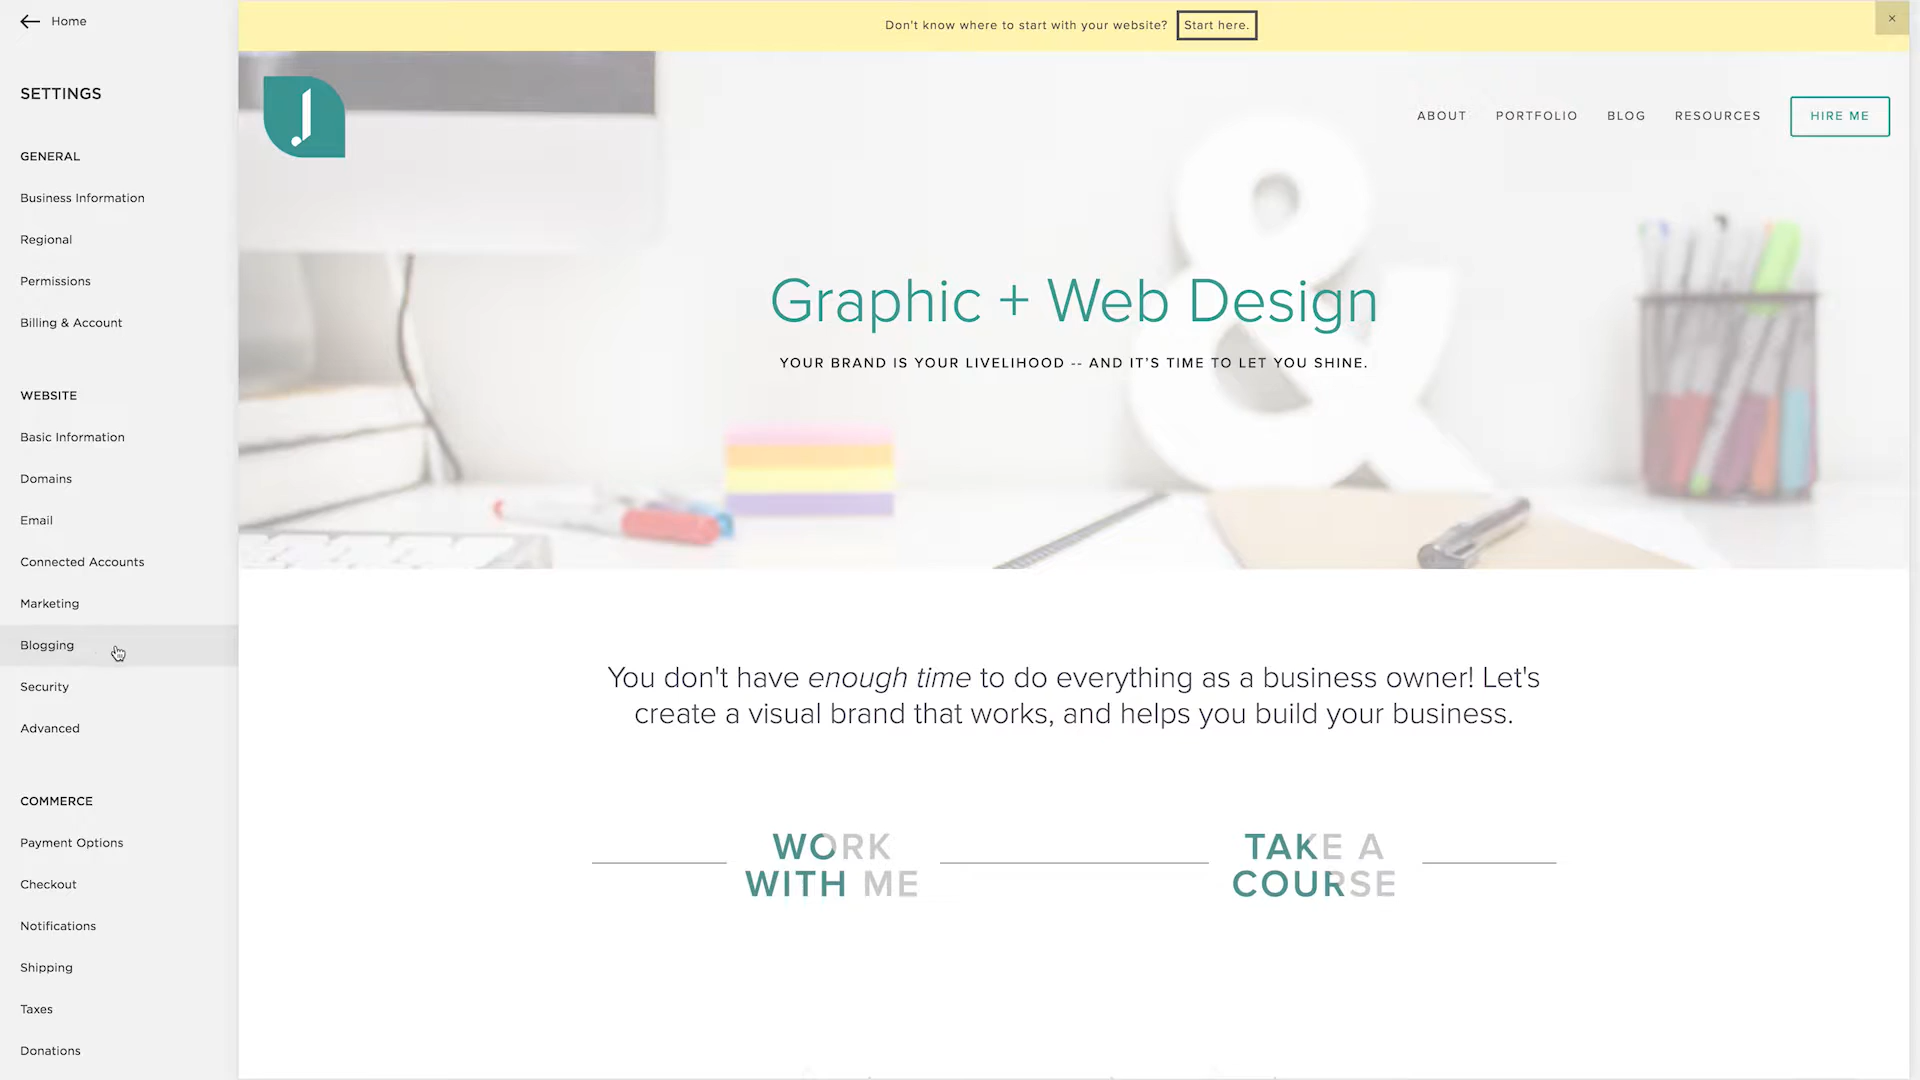 Home
SETTINGS
GENERAL
Business Information
Regional
Permissions
Billing & Account
WEBSITE
Basic Information
Domains
Email
Connected Accounts
Marketing
Blogging
Security
Advanced
COMMERCE
Payment Options
Checkout
Notifications
Shipping
Taxes
Donations
Don't know where to start with your website? Start here.
×
J
ABOUT PORTFOLIO BLOG RESOURCES HIRE ME
&
Graphic + Web Design
YOUR BRAND IS YOUR LIVELIHOOD -- AND IT'S TIME TO LET YOU SHINE.
You don't have enough time to do everything as a business owner! Let's
create a visual brand that works, and helps you build your business.
WORK
WITH ME
TAKE A
COURSE